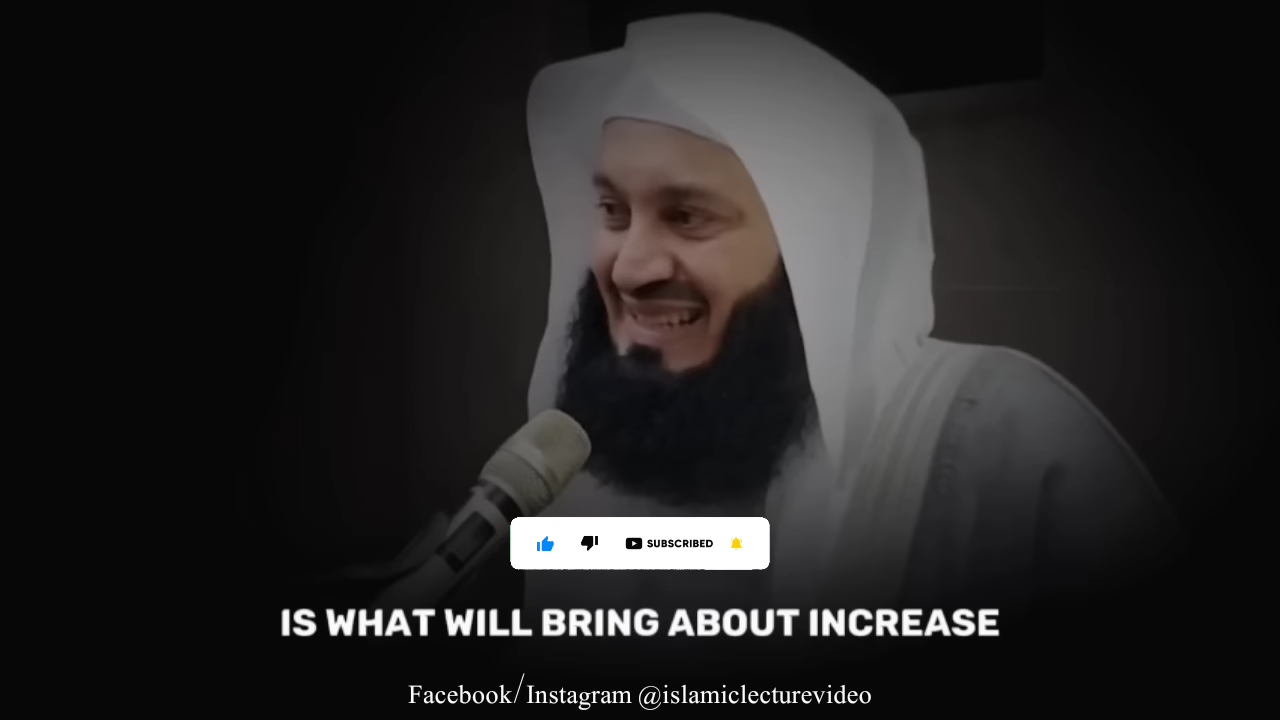 SUBSCRIBED
IS WHAT WILL BRING ABOUT INCREASE
Facebook/Instagram @islamiclecturevideo